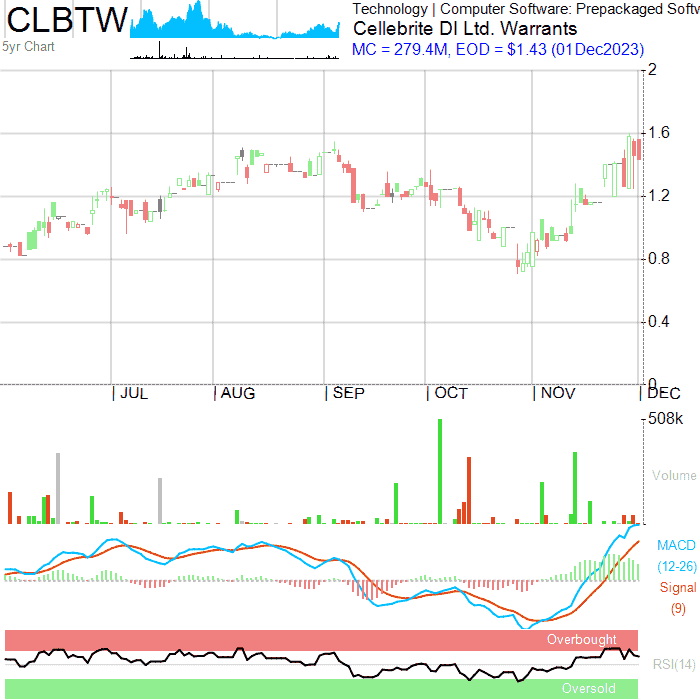 CLBTW
5yr Chart
Technology | Computer Software: Prepackaged Softw
Cellebrite DI Ltd. Warrants
MC = 279.4M, EOD = $1.43 (01Dec2023)
2
1.6
1.2
0.8
0.4
0
JUL
AUG
SEP
OCT
NOV
DEC
508k
Volume
MACD
(12-26)
Signal
(9)
Overbought
RSI(14)
Oversold